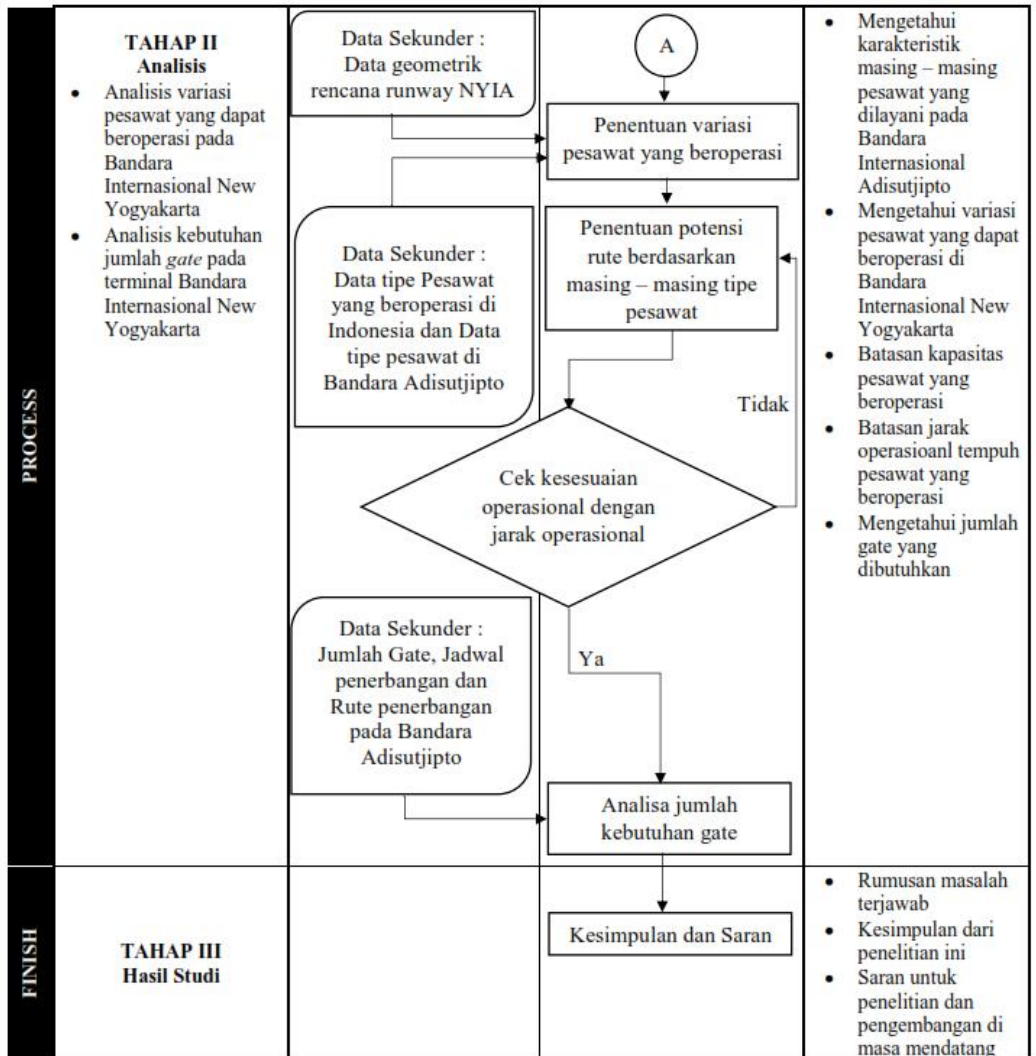 PROCESS
TAHAP II
Analisis
• Analisis variasi
pesawat yang dapat
beroperasi pada
Bandara
Internasional New
Yogyakarta
• Analisis kebutuhan
jumlah gate pada
terminal Bandara
Internasional New
Yogyakarta
Data Sekunder :
Data geometrik
rencana runway NYIA
Data Sekunder :
Data tipe Pesawat
yang beroperasi di
Indonesia dan Data
tipe pesawat di
Bandara Adisutjipto
Data Sekunder :
Jumlah Gate, Jadwal
penerbangan dan
Rute penerbangan
pada Bandara
Adisutjipto
A
Penentuan variasi
pesawat yang beroperasi
Penentuan potensi
rute berdasarkan
masing – masing tipe
pesawat
Tidak
Cek kesesuaian
operasional dengan
jarak operasional
Ya
Analisa jumlah
kebutuhan gate
• Mengetahui
karakteristik
masing – masing
pesawat yang
dilayani pada
Bandara
Internasional
Adisutjipto
• Mengetahui variasi
pesawat yang dapat
beroperasi di
Bandara
Internasional New
Yogyakarta
• Batasan kapasitas
pesawat yang
beroperasi
• Batasan jarak
operasioanl tempuh
pesawat yang
beroperasi
• Mengetahui jumlah
gate yang
dibutuhkan
FINISH
TAHAP III
Hasil Studi
Kesimpulan dan Saran
• Rumusan masalah
terjawab
• Kesimpulan dari
penelitian ini
• Saran untuk
penelitian dan
pengembangan di
masa mendatang